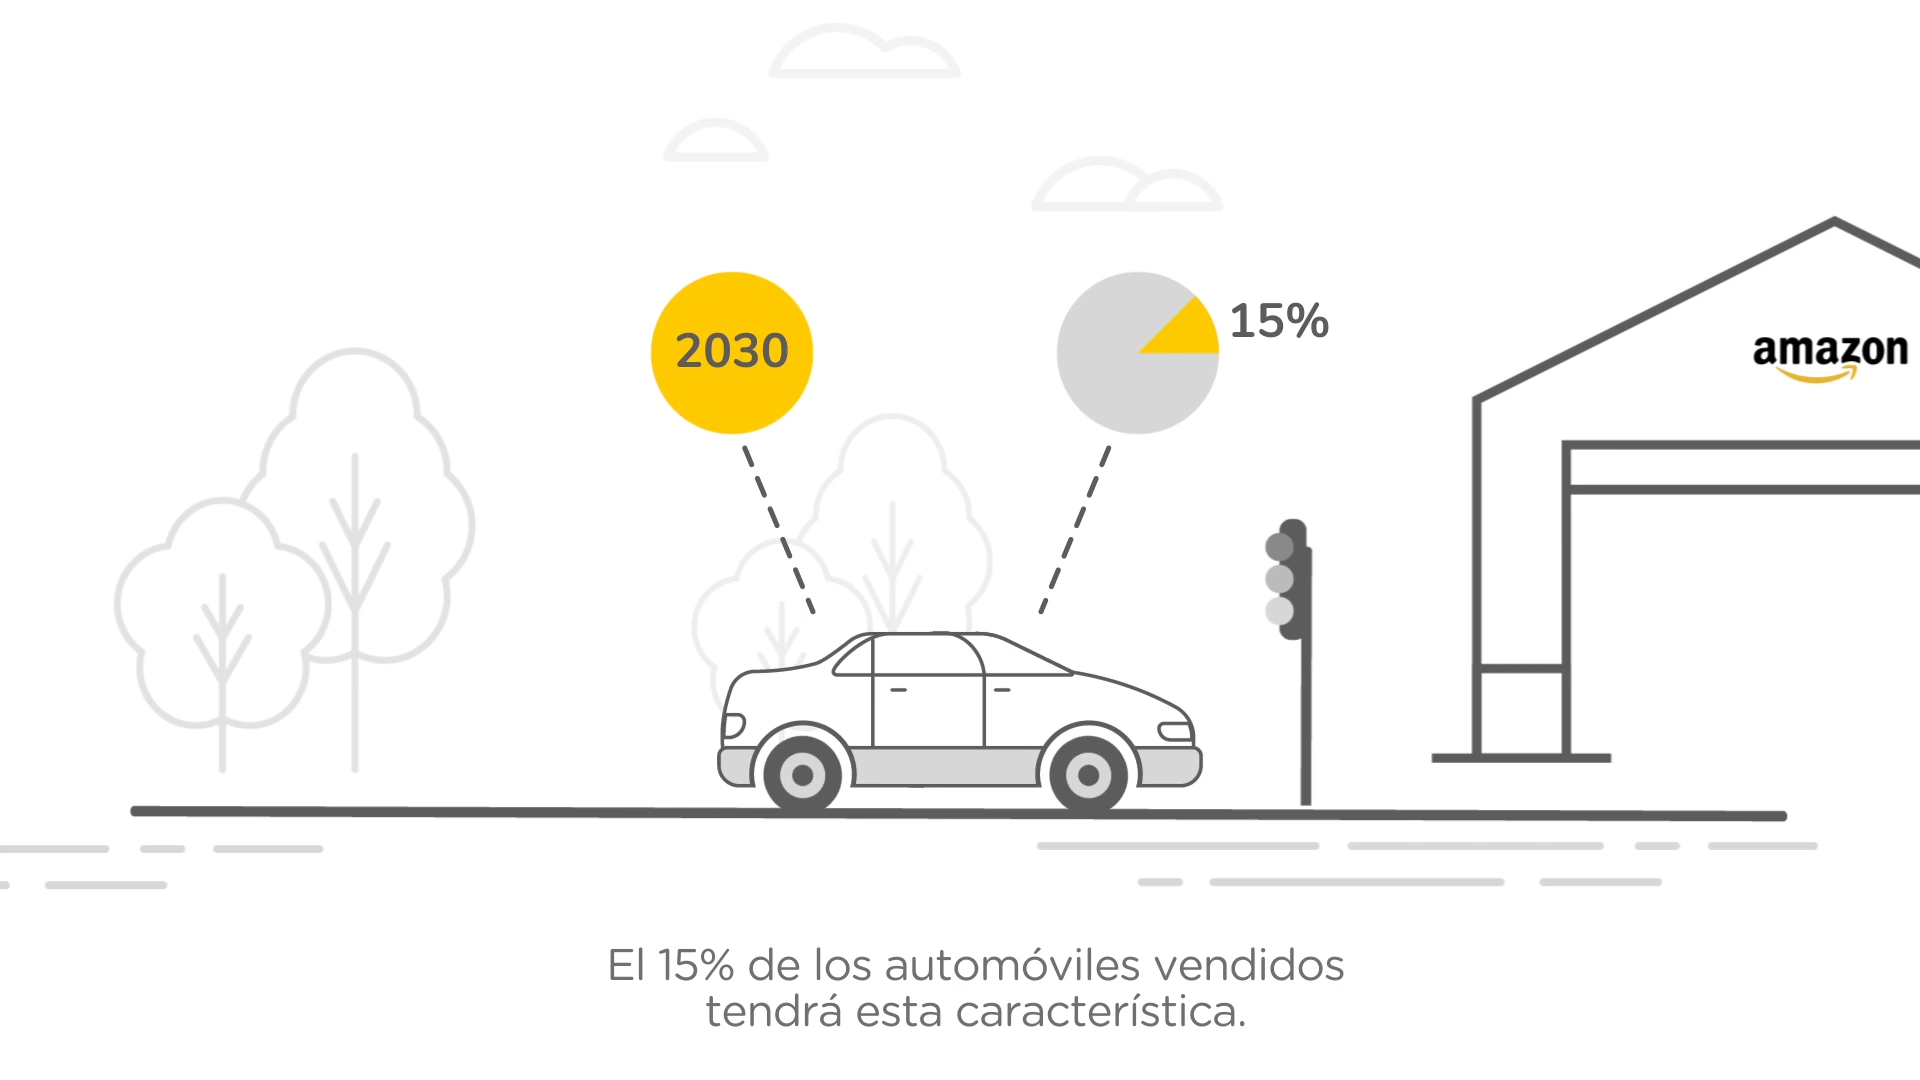 2030
15%
amazon
El 15% de los automóviles vendidos
tendrá esta característica.